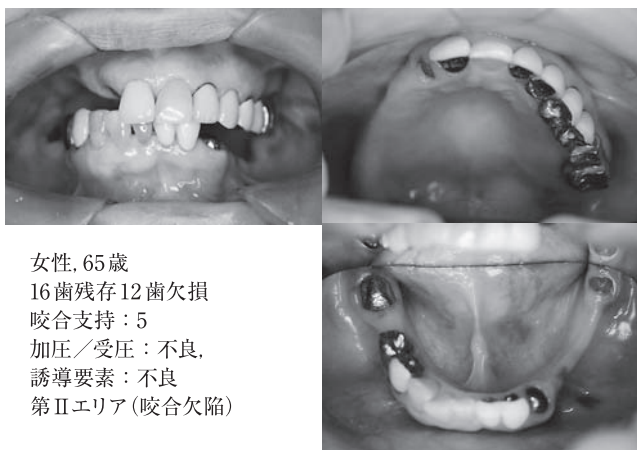 女性，65歳
16歯残存12歯欠損
咬合支持：5
加圧／受圧：不良，
誘導要素：不良
第Ⅱエリア（咬合欠陥）